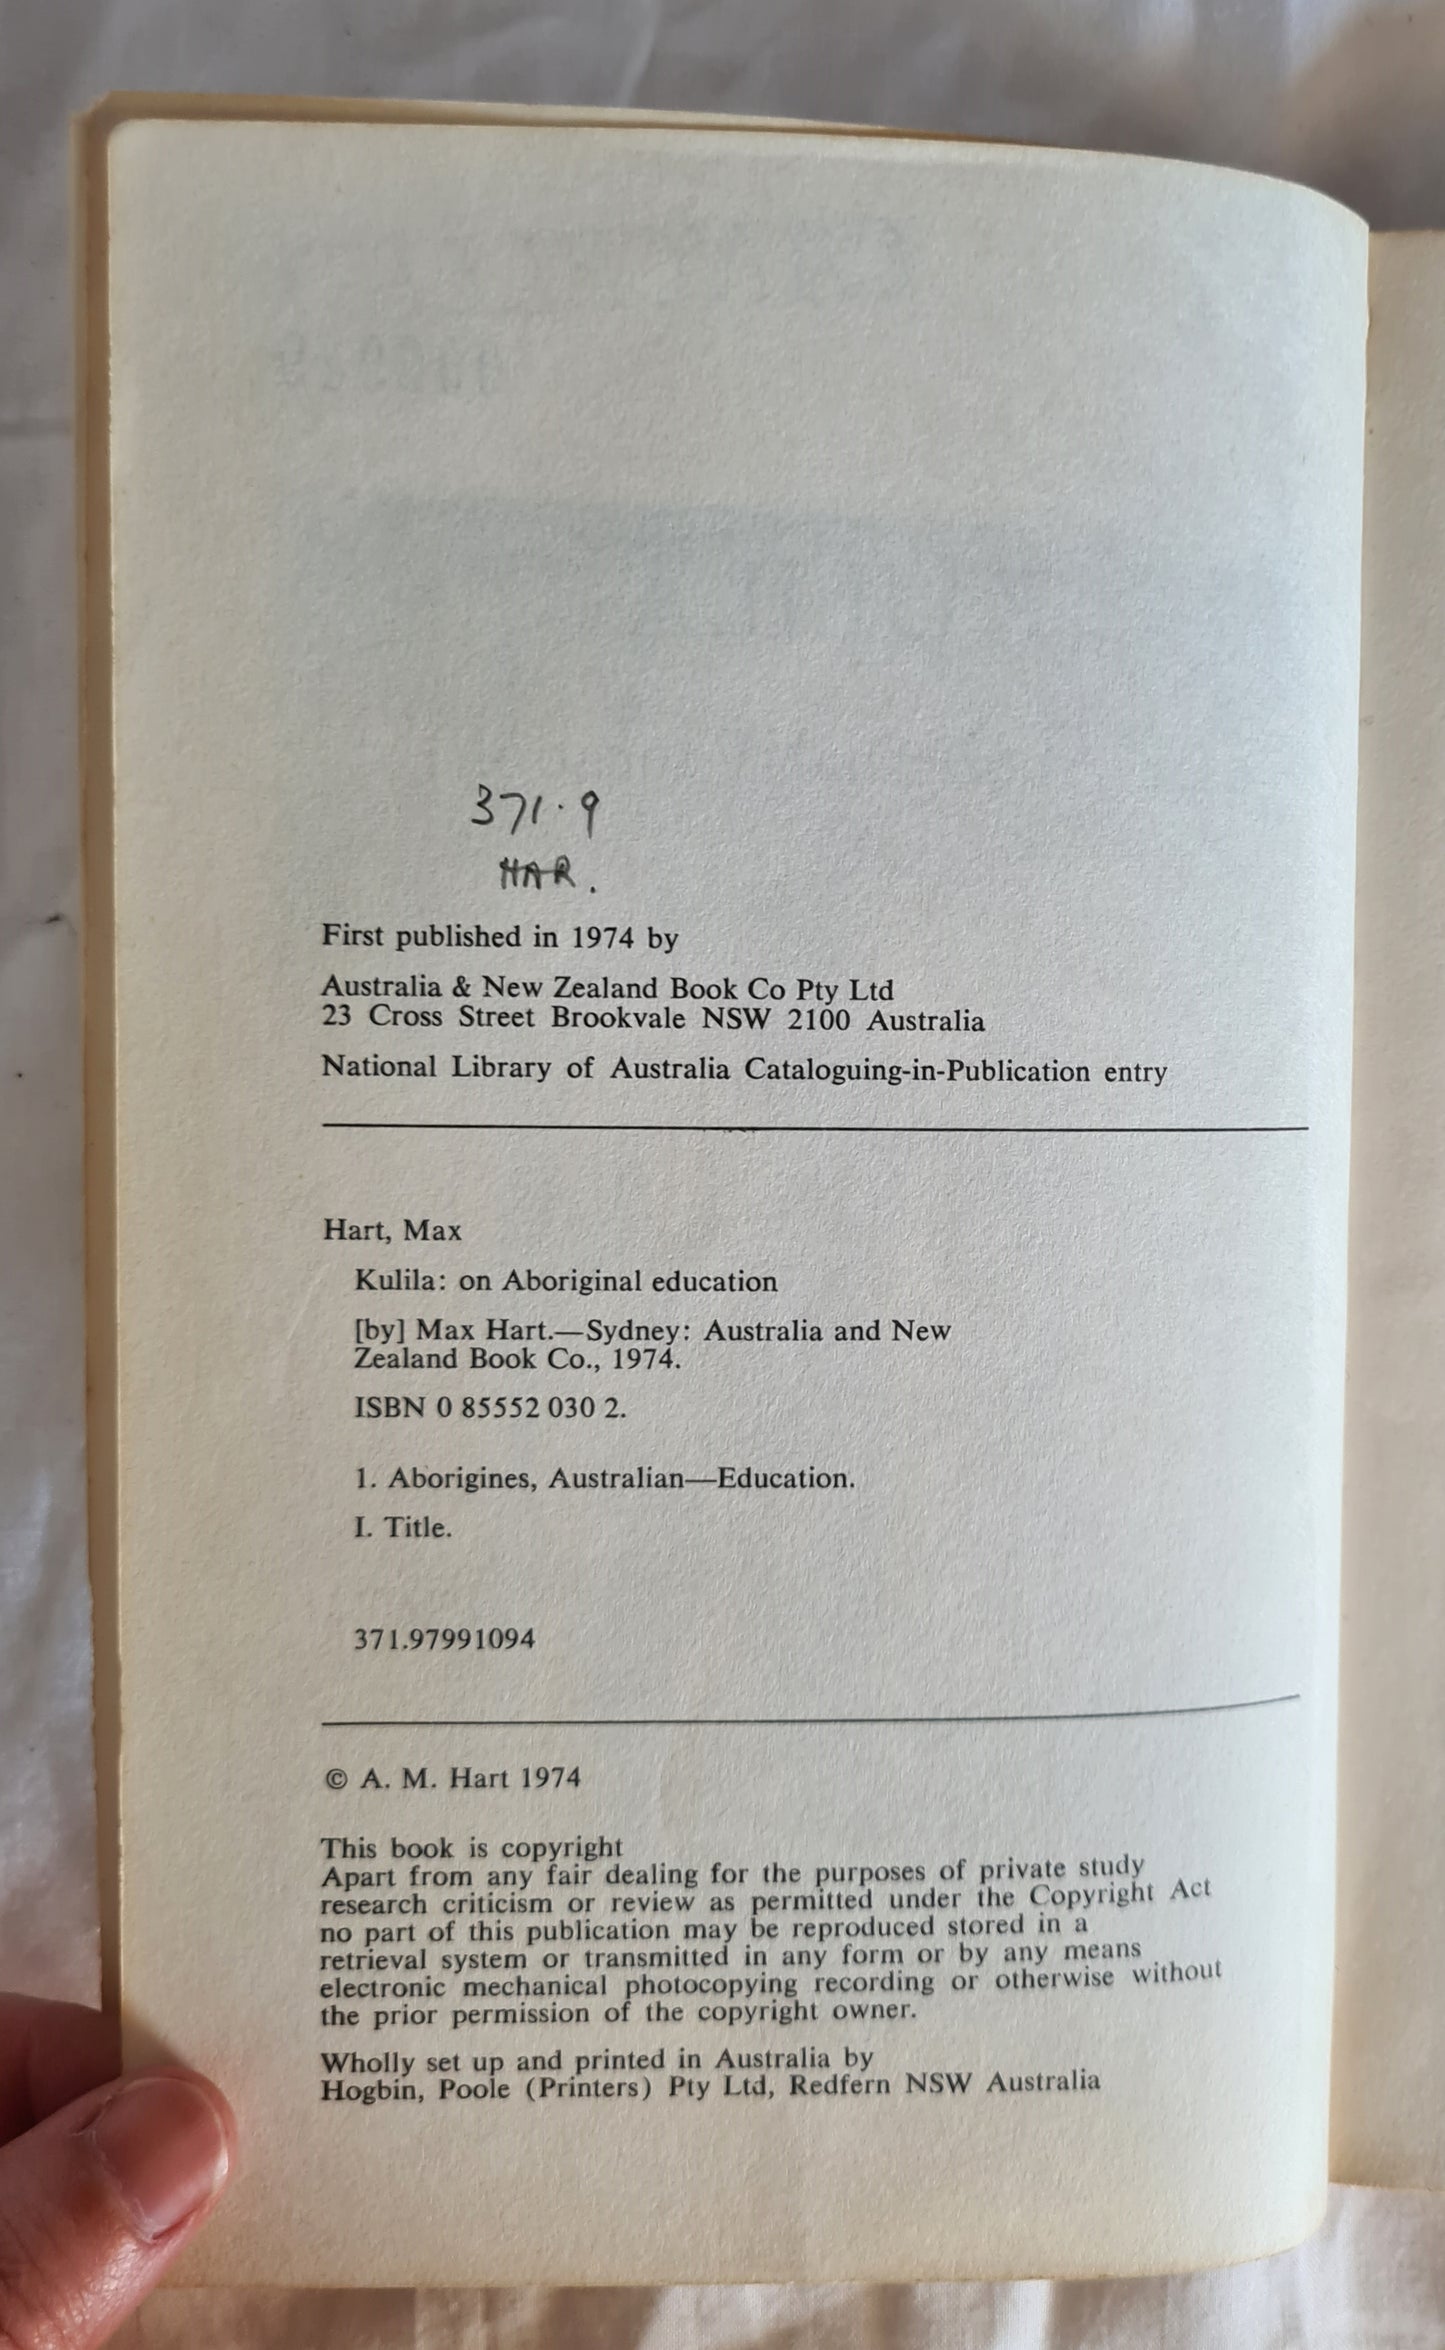 371.9
HAR.
First published in 1974 by
Australia & New Zealand Book Co Pty Ltd
23 Cross Street Brookvale NSW 2100 Australia
National Library of Australia Cataloguing-in-Publication entry
Hart, Max
Kulila: on Aboriginal education
[by] Max Hart.—Sydney: Australia and New
Zealand Book Co., 1974.
ISBN 0 85552 030 2.
1. Aborigines, Australian—Education.
I. Title.
371.97991094
© A. M. Hart 1974
This book is copyright
Apart from any fair dealing for the purposes of private study
research criticism or review as permitted under the Copyright Act
no part of this publication may be reproduced stored in a
retrieval system or transmitted in any form or by any means
electronic mechanical photocopying recording or otherwise without
the prior permission of the copyright owner.
Wholly set up and printed in Australia by
Hogbin, Poole (Printers) Pty Ltd, Redfern NSW Australia